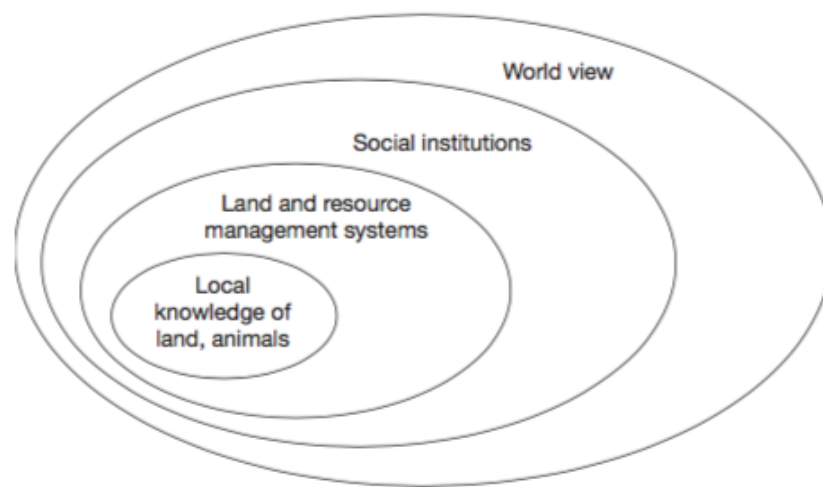 World view
Social institutions
Land and resource
management systems
Local
knowledge of
land, animals